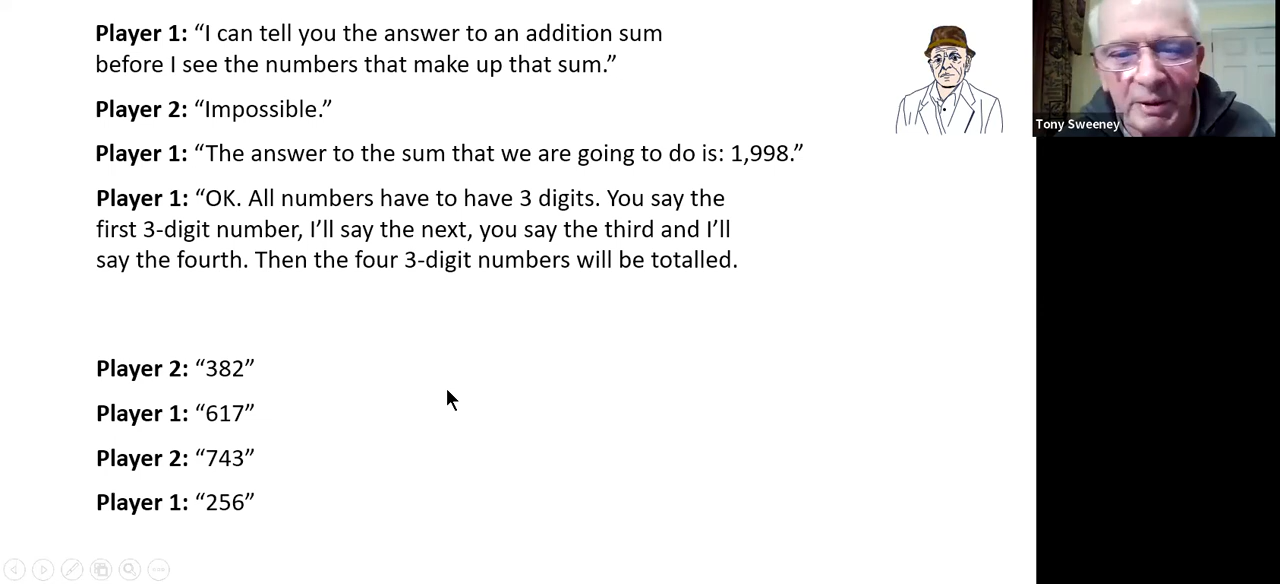 Player 1: “I can tell you the answer to an addition sum
before I see the numbers that make up that sum.”
Player 2: “Impossible.”
Player 1: “The answer to the sum that we are going to do is: 1,998.”
Player 1: “OK. All numbers have to have 3 digits. You say the
first 3-digit number, I’ll say the next, you say the third and I’ll
say the fourth. Then the four 3-digit numbers will be totalled.
Player 2: “382”
Player 1: “617”
Player 2: “743”
Player 1: “256”
Tony Sweeney